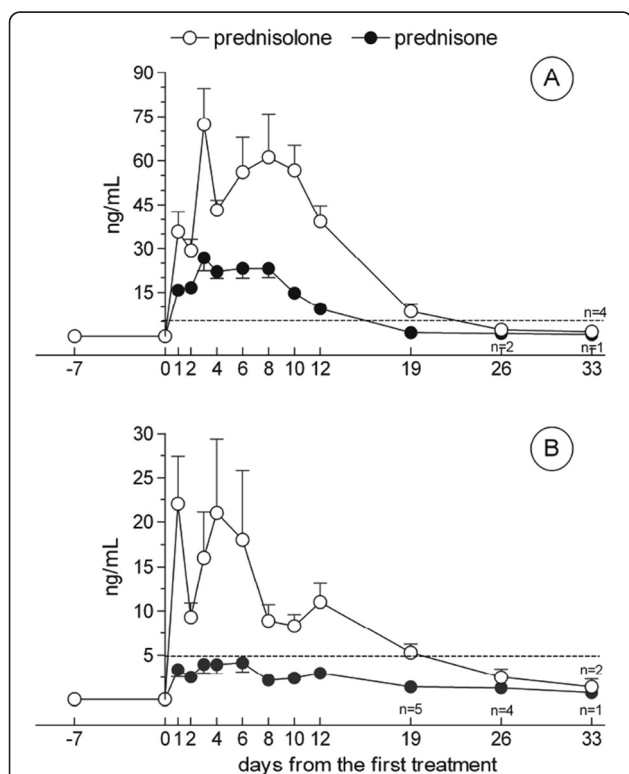 prednisolone prednisone
A
90
75
60
45
30
15
ng/mL
n=4
n=2 n=1
-7 0 1 2 4 6 8 10 12 19 26 33
B
30
25
20
15
10
5
ng/mL
n=2
n=5 n=4 n=1
-7 0 1 2 4 6 8 10 12 19 26 33
days from the first treatment